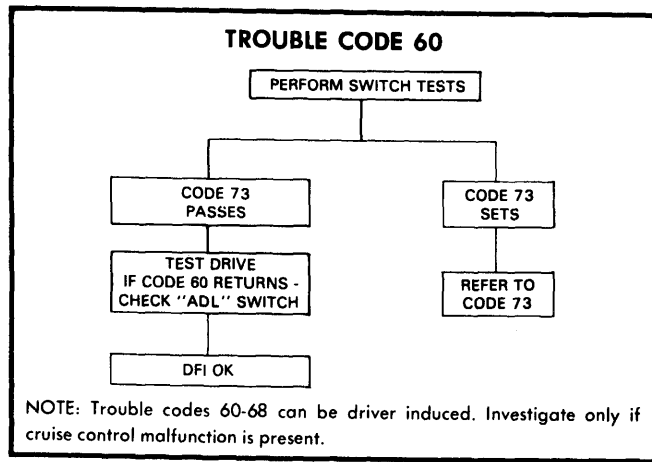 TROUBLE CODE 60
PERFORM SWITCH TESTS
CODE 73
PASSES
CODE 73
SETS
TEST DRIVE
IF CODE 60 RETURNS -
CHECK "ADL" SWITCH
REFER TO
CODE 73
DFI OK
NOTE: Trouble codes 60-68 can be driver induced. Investigate only if
cruise control malfunction is present.